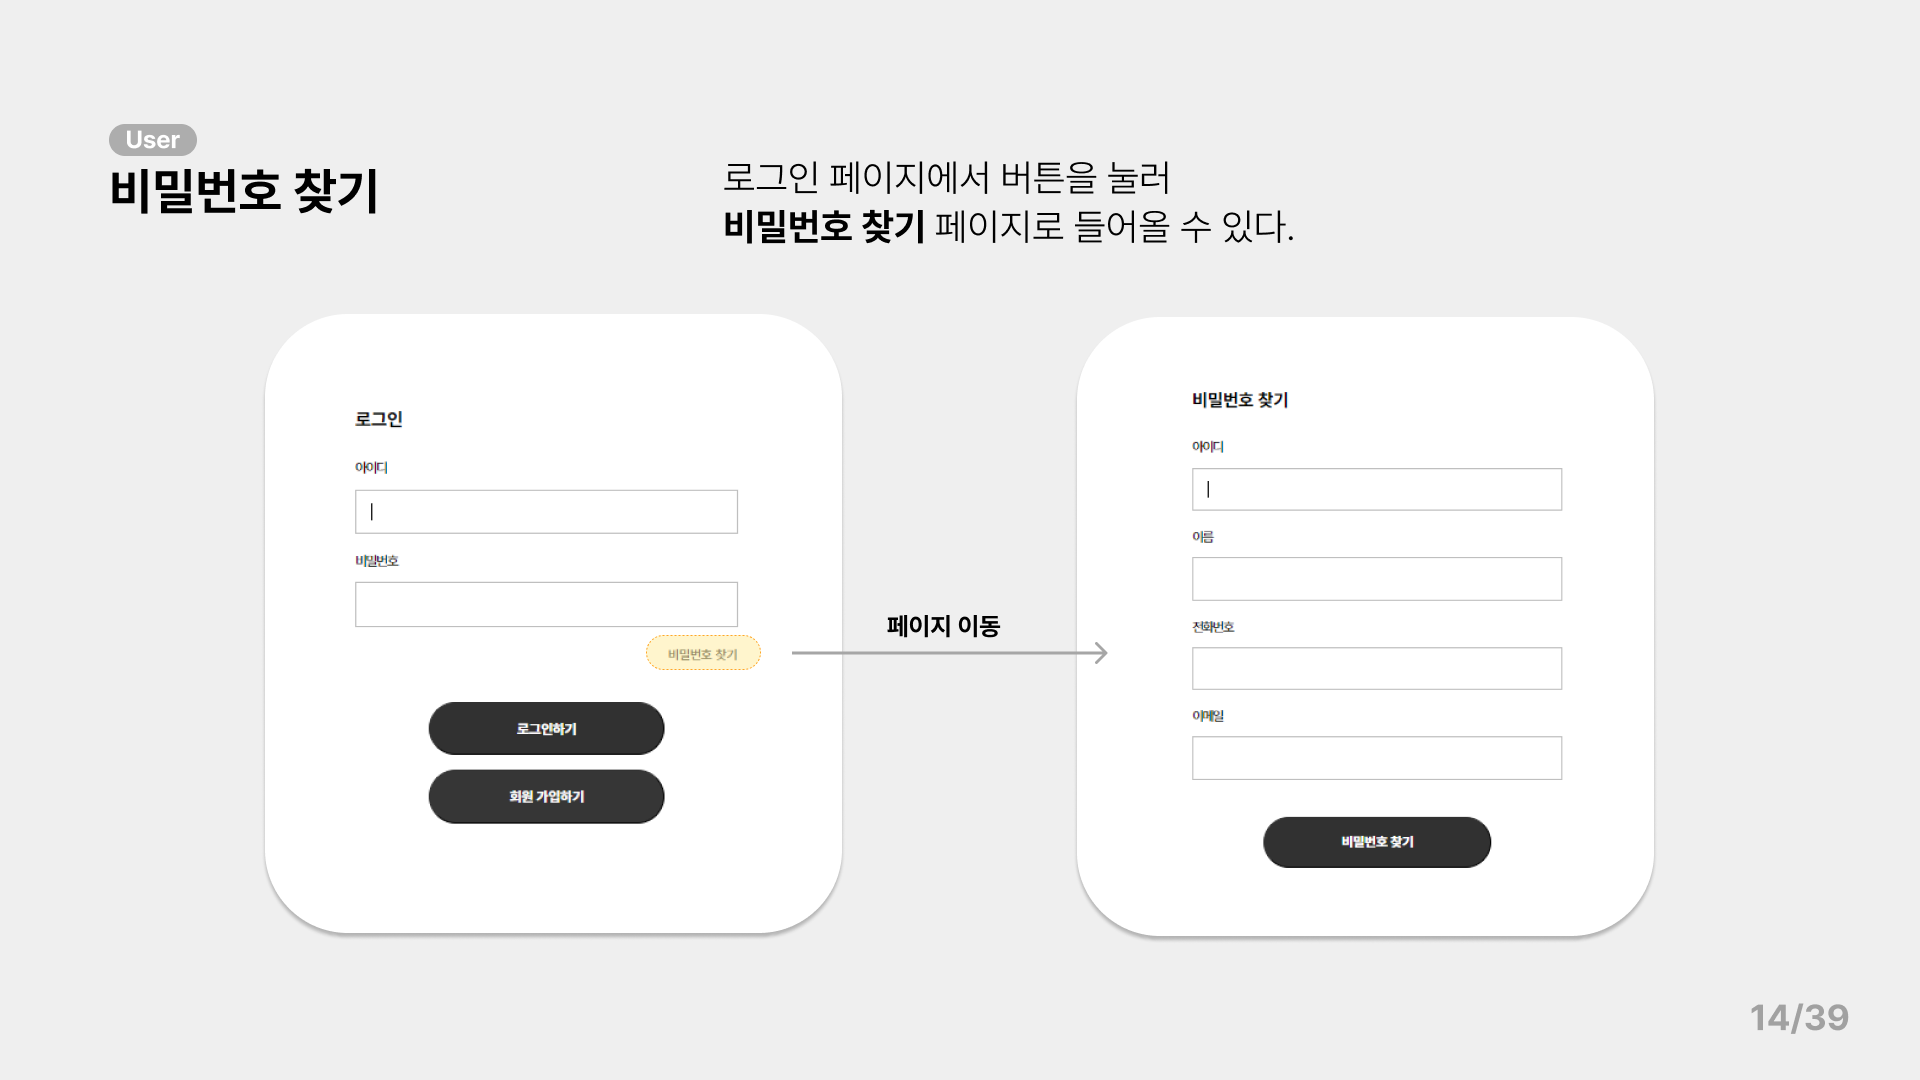 User
비밀번호 찾기
로그인 페이지에서 버튼을 눌러
비밀번호 찾기 페이지로 들어올 수 있다.
로그인
아이디
비밀번호
비밀번호 찾기
로그인하기
회원 가입하기
페이지 이동
비밀번호 찾기
아이디
이름
전화번호
이메일
비밀번호 찾기
14/39